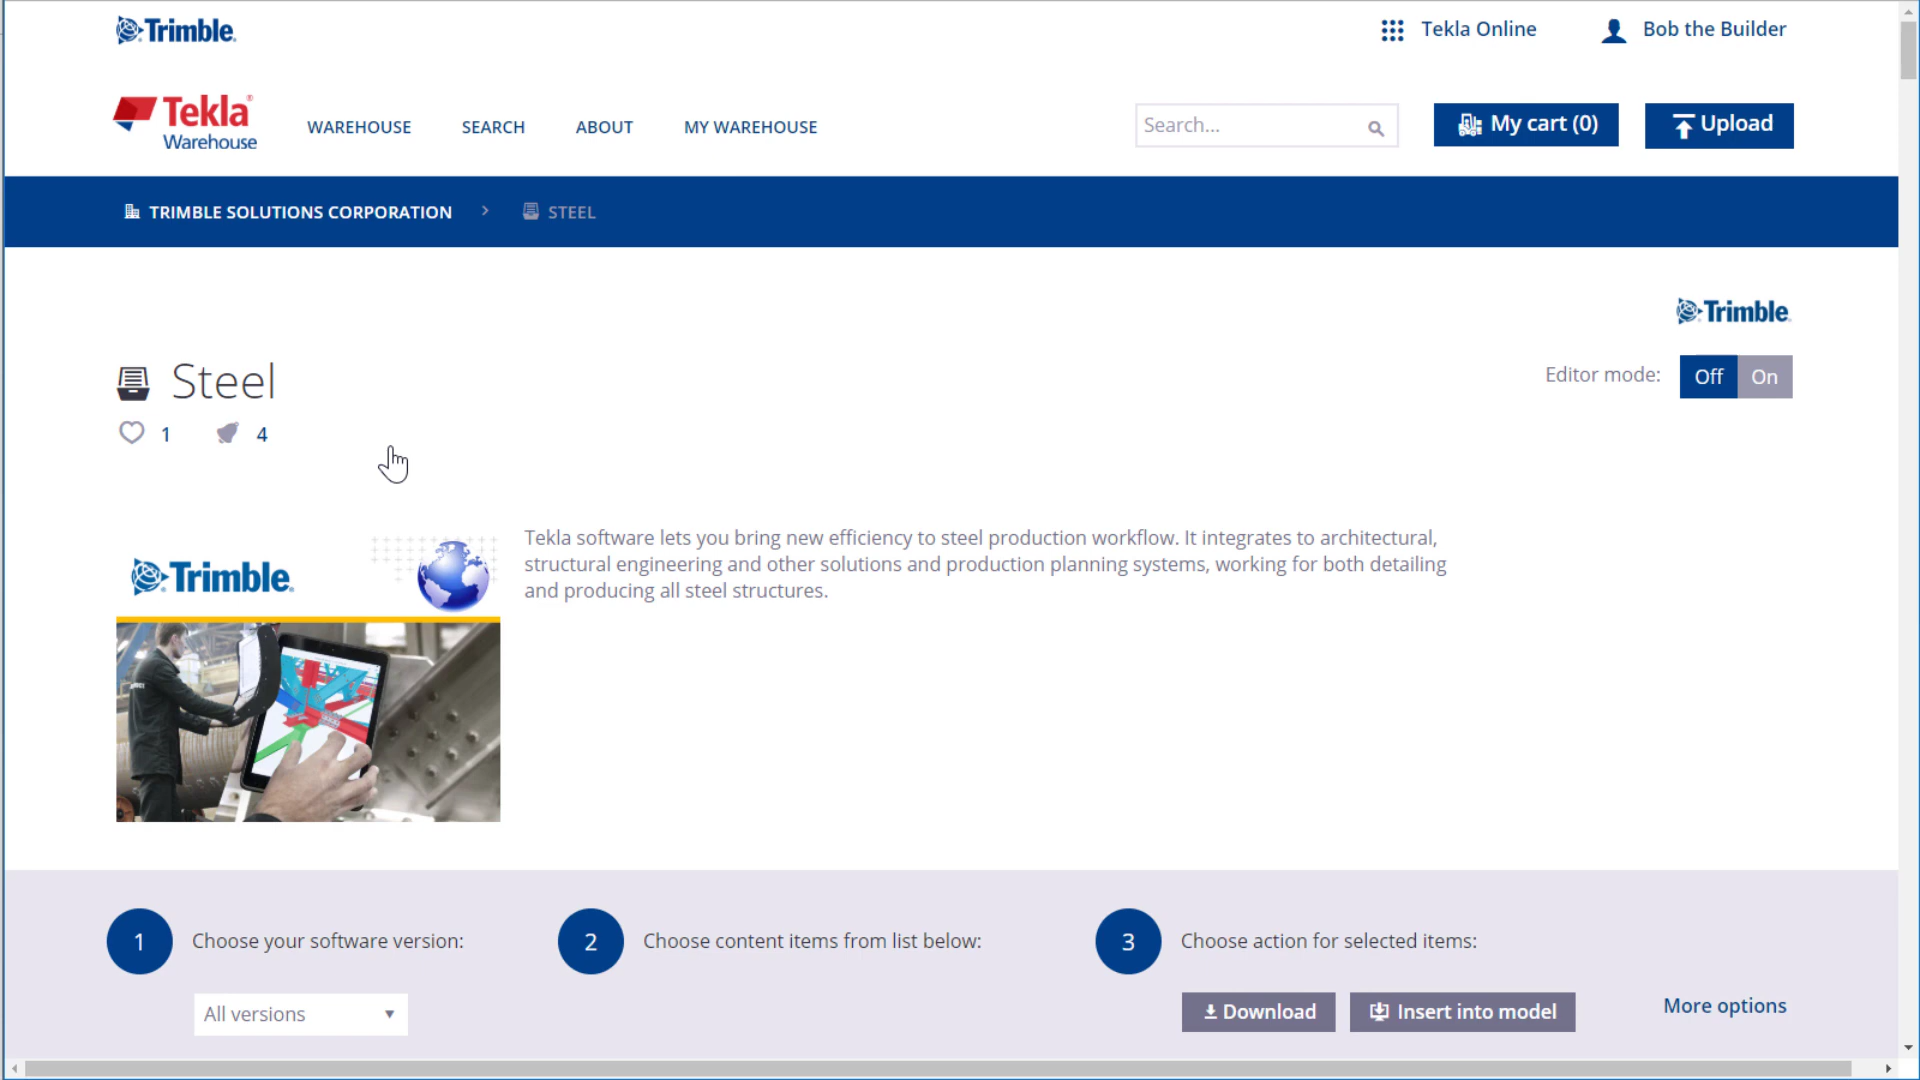 Trimble.
Tekla Online
Bob the Builder
Tekla®
Warehouse
WAREHOUSE
SEARCH
ABOUT
MY WAREHOUSE
Search...
My cart (0)
Upload
TRIMBLE SOLUTIONS CORPORATION
STEEL
Trimble.
Steel
Editor mode:
Off
On
1
4
Trimble.
Tekla software lets you bring new efficiency to steel production workflow. It integrates to architectural,
structural engineering and other solutions and production planning systems, working for both detailing
and producing all steel structures.
1
Choose your software version:
2
Choose content items from list below:
3
Choose action for selected items:
All versions
Download
Insert into model
More options